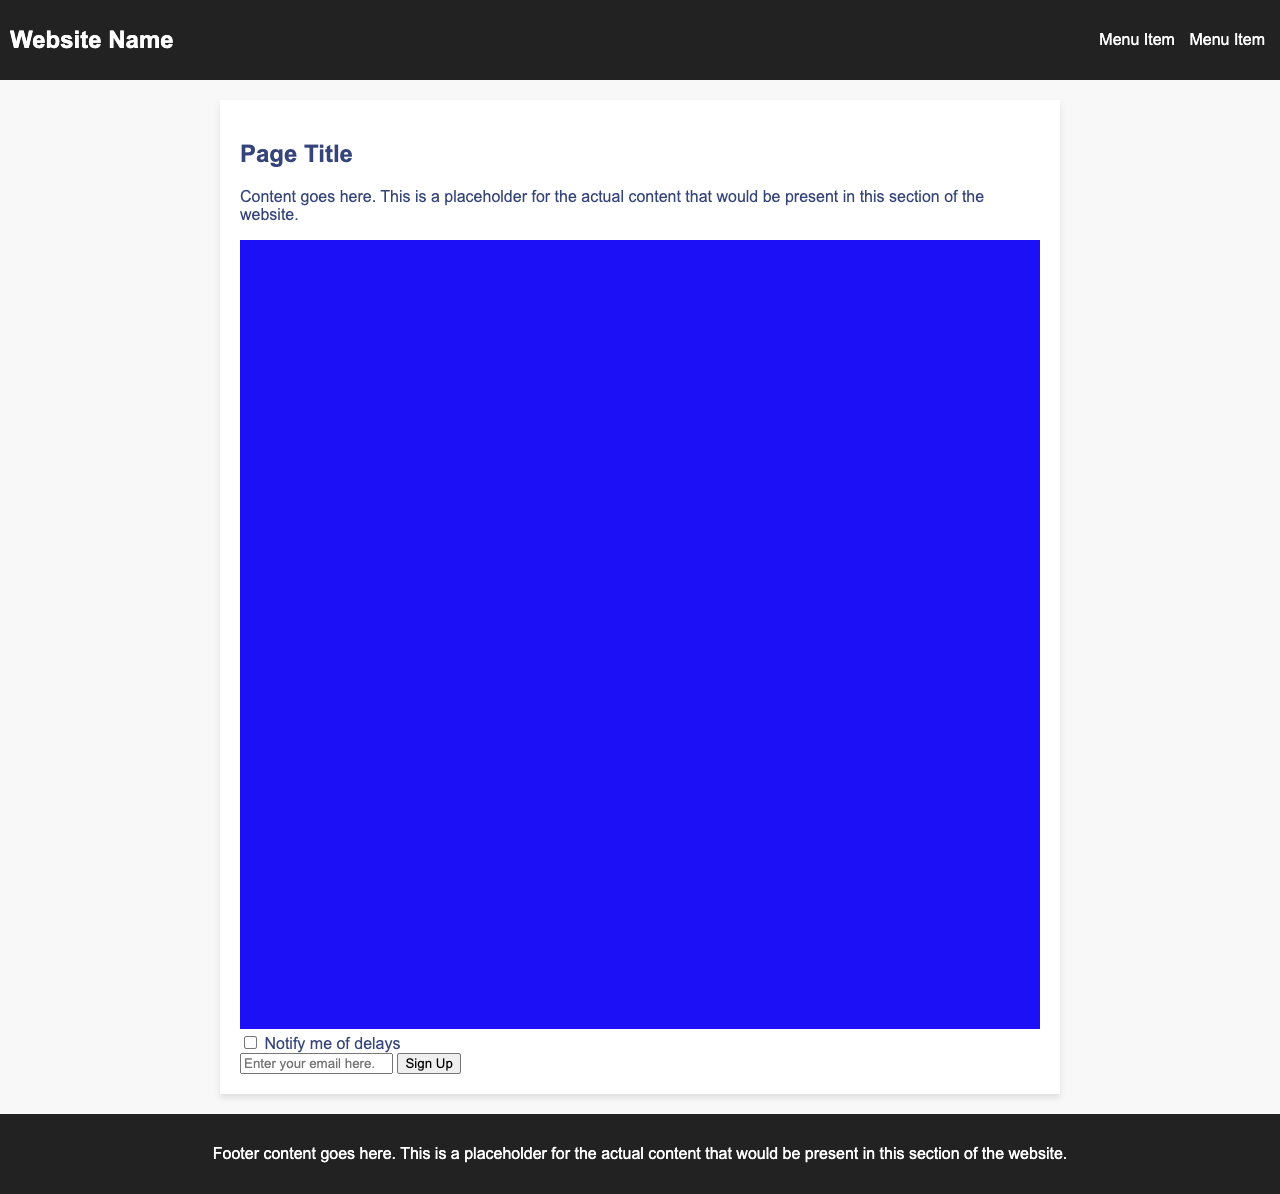 Website Name
Menu Item Menu Item
Page Title
Content goes here. This is a placeholder for the actual content that would be present in this section of the
website.
Notify me of delays
Enter your email here. Sign Up
Footer content goes here. This is a placeholder for the actual content that would be present in this section of the website.